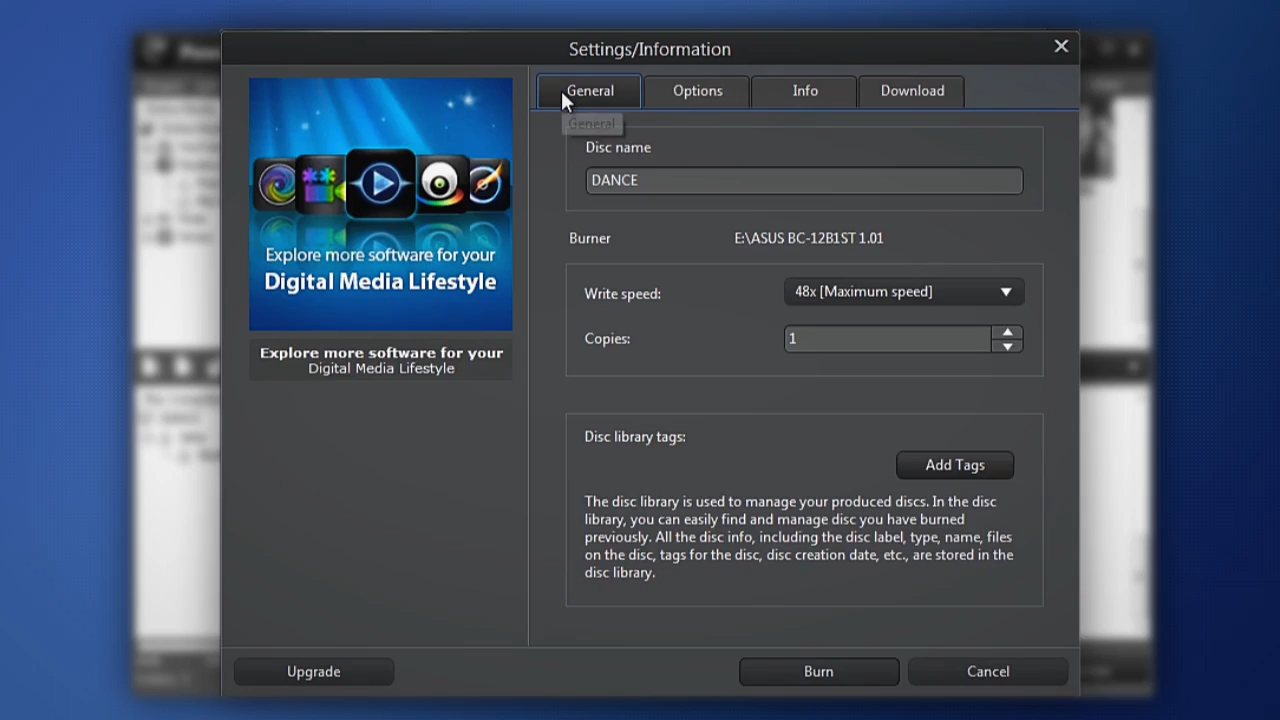 Settings/Information
General
Options
Info
Download
General
Disc name
DANCE
Burner
E:\ASUS BC-12B1ST 1.01
Write speed:
48x [Maximum speed]
Copies:
1
Disc library tags:
Add Tags
The disc library is used to manage your produced discs. In the disc
library, you can easily find and manage disc you have burned
previously. All the disc info, including the disc label, type, name, files
on the disc, tags for the disc, disc creation date, etc., are stored in the
disc library.
Explore more software for your
Digital Media Lifestyle
Explore more software for your
Digital Media Lifestyle
Upgrade
Burn
Cancel